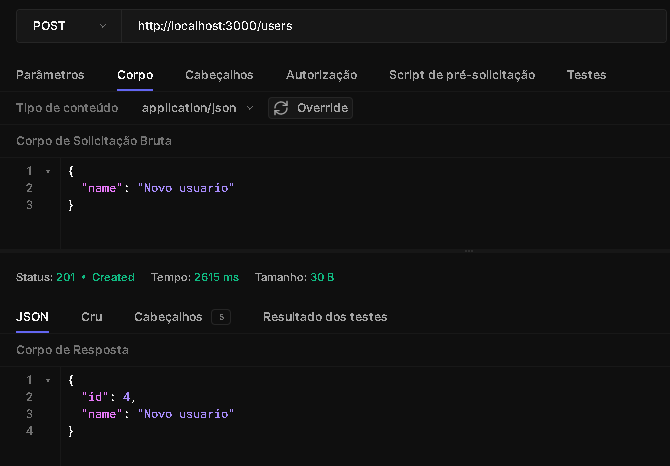 POST http://localhost:3000/users
Parâmetros Corpo Cabeçalhos Autorização Script de pré-solicitação Testes
Tipo de conteúdo application/json Override
Corpo de Solicitação Bruta
1 {
2 "name": "Novo usuario"
3 }
Status: 201 • Created Tempo: 2615 ms Tamanho: 30 B
JSON Cru Cabeçalhos 5 Resultado dos testes
Corpo de Resposta
1 {
2 "id": 4,
3 "name": "Novo usuario"
4 }